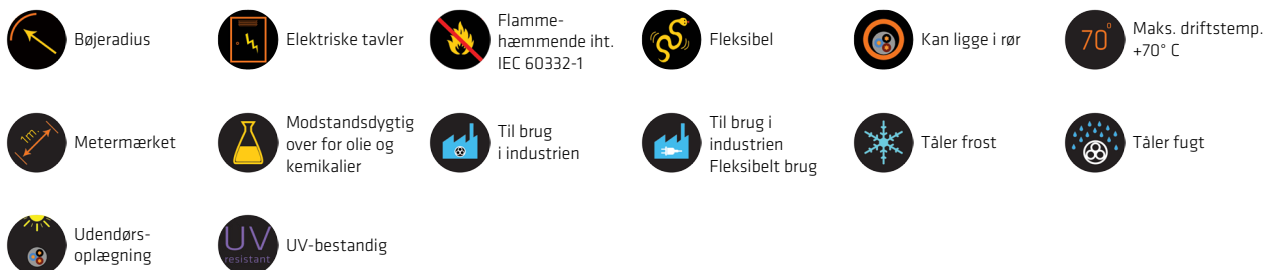 Bøjeradius
Elektriske tavler
Flamme-
hæmmende iht.
IEC 60332-1
Fleksibel
Kan ligge i rør
70°
Maks. driftstemp.
+70° C
1m.
Metermærket
Modstandsdygtig
over for olie og
kemikalier
Til brug
i industrien
Til brug i
industrien
Fleksibelt brug
Tåler frost
Tåler fugt
Udendørs-
oplægning
UV
resistant
UV-bestandig